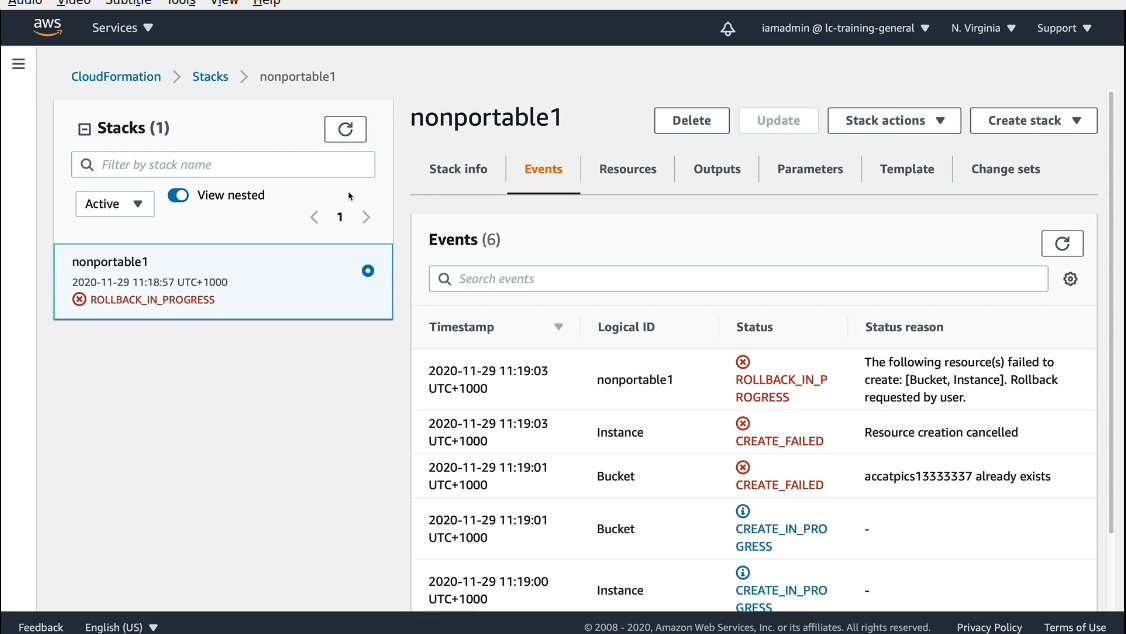 Audio Video Subtitle Tools View Help
aws Services iamadmin @ lc-training-general N. Virginia Support
CloudFormation Stacks nonportable1
Stacks (1)
Filter by stack name
Active View nested
1
nonportable1
2020-11-29 11:18:57 UTC+1000
ROLLBACK_IN_PROGRESS
nonportable1
Delete Update Stack actions Create stack
Stack info Events Resources Outputs Parameters Template Change sets
Events (6)
Search events
Timestamp Logical ID Status Status reason
2020-11-29 11:19:03
UTC+1000
nonportable1
ROLLBACK_IN_P
ROGRESS
The following resource(s) failed to
create: [Bucket, Instance]. Rollback
requested by user.
2020-11-29 11:19:03
UTC+1000
Instance
CREATE_FAILED
Resource creation cancelled
2020-11-29 11:19:01
UTC+1000
Bucket
CREATE_FAILED
accatpics13333337 already exists
2020-11-29 11:19:01
UTC+1000
Bucket
CREATE_IN_PRO
GRESS
-
2020-11-29 11:19:00
UTC+1000
Instance
CREATE_IN_PRO
GRESS
-
Feedback English (US) © 2008 - 2020, Amazon Web Services, Inc. or its affiliates. All rights reserved. Privacy Policy Terms of Use